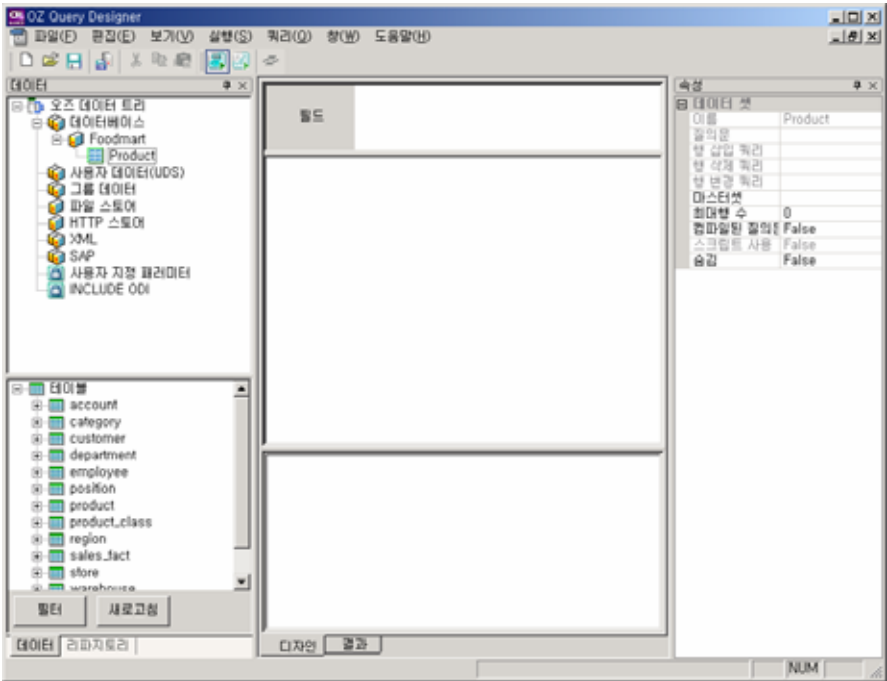 OZ Query Designer
파일(F) 편집(E) 보기(V) 실행(S) 쿼리(Q) 창(W) 도움말(H)
데이터
오즈 데이터 트리
데이터베이스
Foodmart
Product
사용자 데이터(UDS)
그룹 데이터
파일 스토어
HTTP 스토어
XML
SAP
사용자 지정 패러미터
INCLUDE ODI
테이블
account
category
customer
department
employee
position
product
product_class
region
sales_fact
store
warehouse
필터 새로고침
데이터 리파지토리
필드
디자인 결과
속성
데이터 셋
이름 Product
질의문
행 삽입 쿼리
행 삭제 쿼리
행 변경 쿼리
마스터셋
최대행 수 0
컴파일된 질의문 False
스크립트 사용 False
숨김 False
NUM